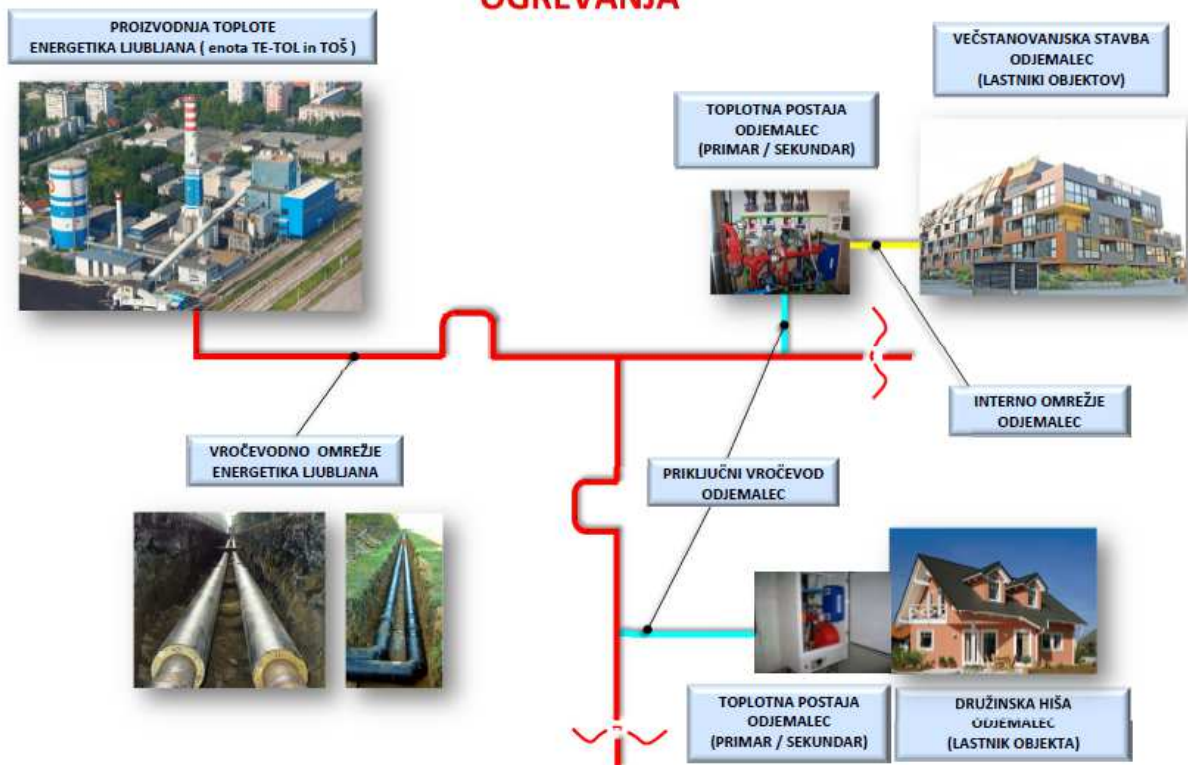 OGREVANJA
PROIZVODNJA TOPLOTE
ENERGETIKA LJUBLJANA ( enota TE-TOL in TOŠ )
VEČSTANOVANJSKA STAVBA
ODJEMALEC
(LASTNIKI OBJEKTOV)
TOPLOTNA POSTAJA
ODJEMALEC
(PRIMAR / SEKUNDAR)
INTERNO OMREŽJE
ODJEMALEC
VROČEVODNO OMREŽJE
ENERGETIKA LJUBLJANA
PRIKLJUČNI VROČEVOD
ODJEMALEC
TOPLOTNA POSTAJA
ODJEMALEC
(PRIMAR / SEKUNDAR)
DRUŽINSKA HIŠA
ODJEMALEC
(LASTNIK OBJEKTA)